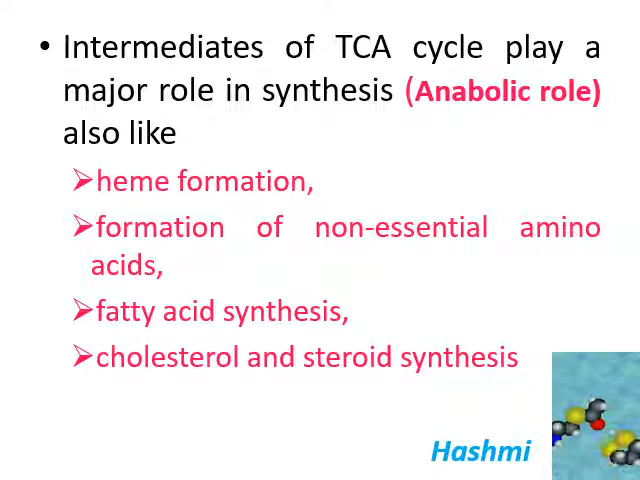 • Intermediates of TCA cycle play a
major role in synthesis (Anabolic role)
also like
➢heme formation,
➢formation of non-essential amino
acids,
➢fatty acid synthesis,
➢cholesterol and steroid synthesis
Hashmi